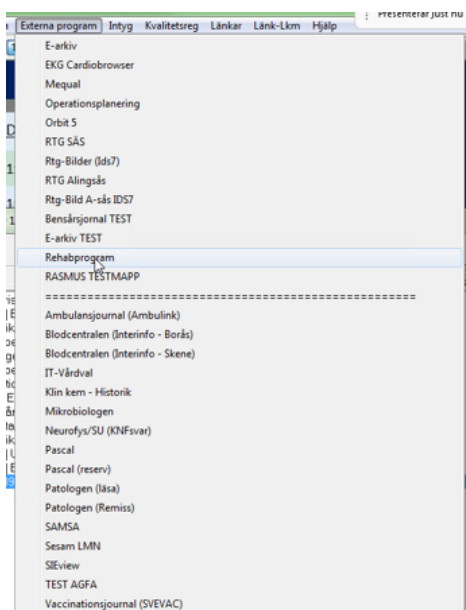 Presenterar just nu
Externa program Intyg Kvalitetsreg Länkar Länk-Lkm Hjälp
E-arkiv
EKG Cardiobrowser
Mequal
Operationsplanering
Orbit 5
RTG SÄS
Rtg-Bilder (Ids7)
RTG Alingsås
Rtg-Bild A-sås IDS7
Bensårsjornal TEST
E-arkiv TEST
Rehabprogram
RASMUS TESTMAPP
====================================================
Ambulansjournal (Ambulink)
Blodcentralen (Interinfo - Borås)
Blodcentralen (Interinfo - Skene)
IT-Vårdval
Klin kem - Historik
Mikrobiologen
Neurofys/SU (KNFsvar)
Pascal
Pascal (reserv)
Patologen (läsa)
Patologen (Remiss)
SAMSA
Sesam LMN
SIEview
TEST AGFA
Vaccinationsjournal (SVEVAC)